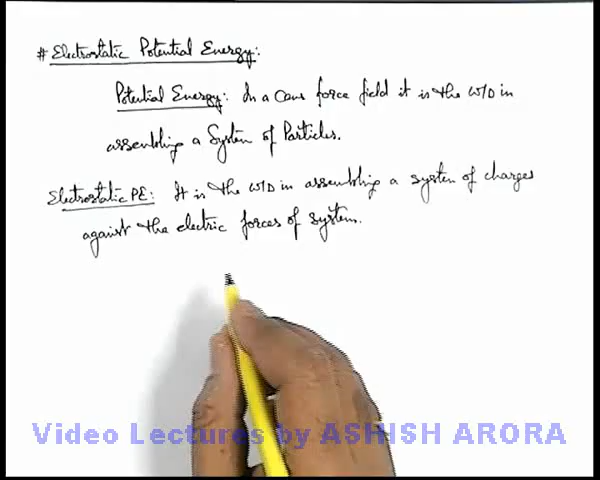 # Electrostatic Potential Energy:
Potential Energy: In a Cons force field it is the W/D in
assembling a System of Particles.
Electrostatic PE: It is the W/D in assembling a system of charges
against the electric forces of system.
Video Lectures by ASHISH ARORA